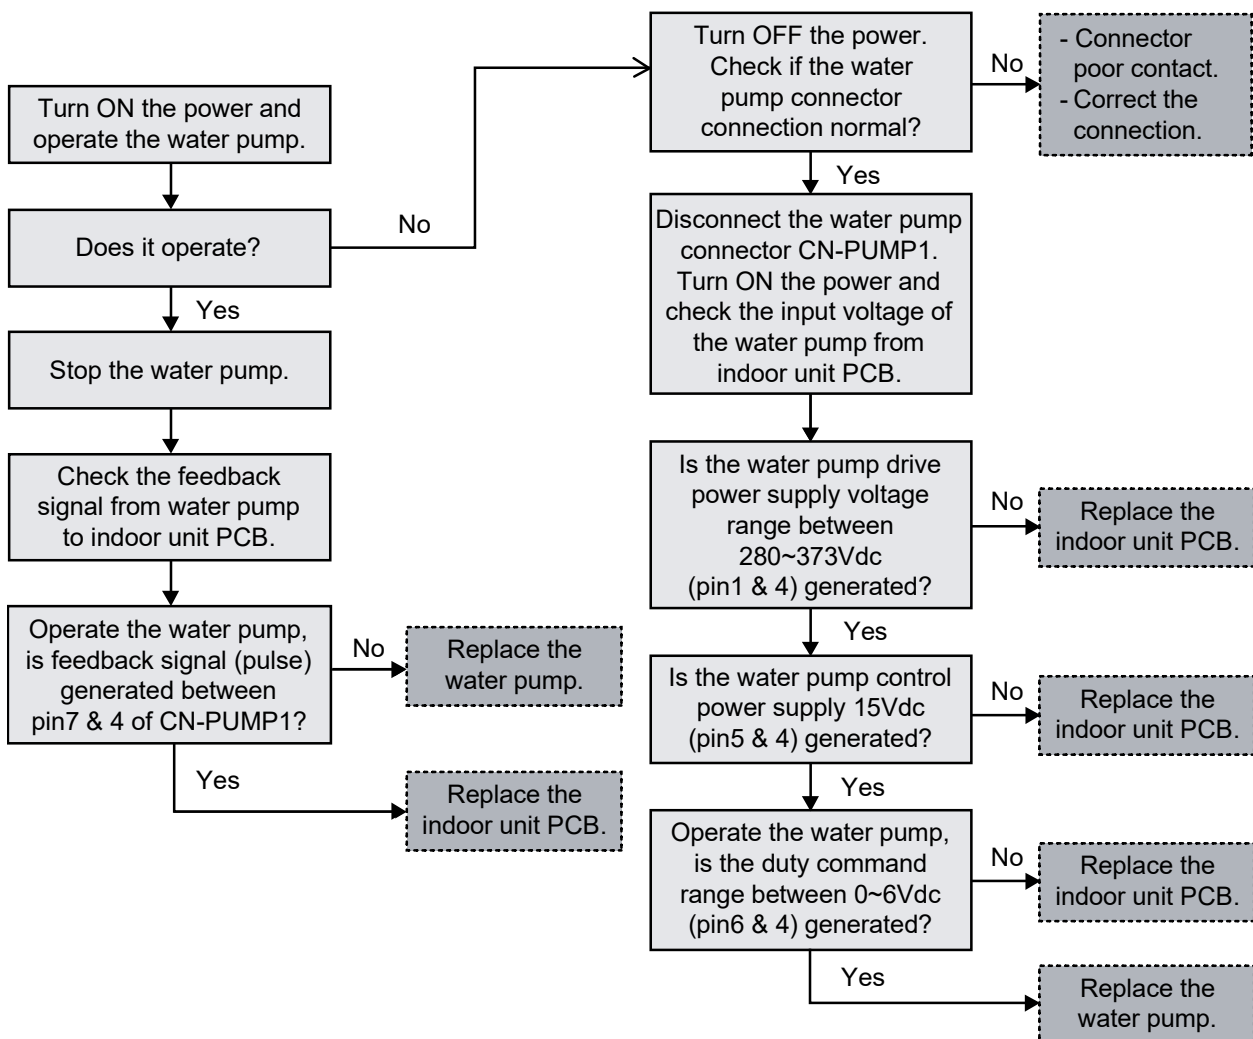 Turn ON the power and
operate the water pump.
Does it operate?
No
Yes
Stop the water pump.
Check the feedback
signal from water pump
to indoor unit PCB.
Operate the water pump,
is feedback signal (pulse)
generated between
pin7 & 4 of CN-PUMP1?
No
Replace the
water pump.
Yes
Replace the
indoor unit PCB.
Turn OFF the power.
Check if the water
pump connector
connection normal?
No
- Connector
poor contact.
- Correct the
connection.
Yes
Disconnect the water pump
connector CN-PUMP1.
Turn ON the power and
check the input voltage of
the water pump from
indoor unit PCB.
Is the water pump drive
power supply voltage
range between
280~373Vdc
(pin1 & 4) generated?
No
Replace the
indoor unit PCB.
Yes
Is the water pump control
power supply 15Vdc
(pin5 & 4) generated?
No
Replace the
indoor unit PCB.
Yes
Operate the water pump,
is the duty command
range between 0~6Vdc
(pin6 & 4) generated?
No
Replace the
indoor unit PCB.
Yes
Replace the
water pump.